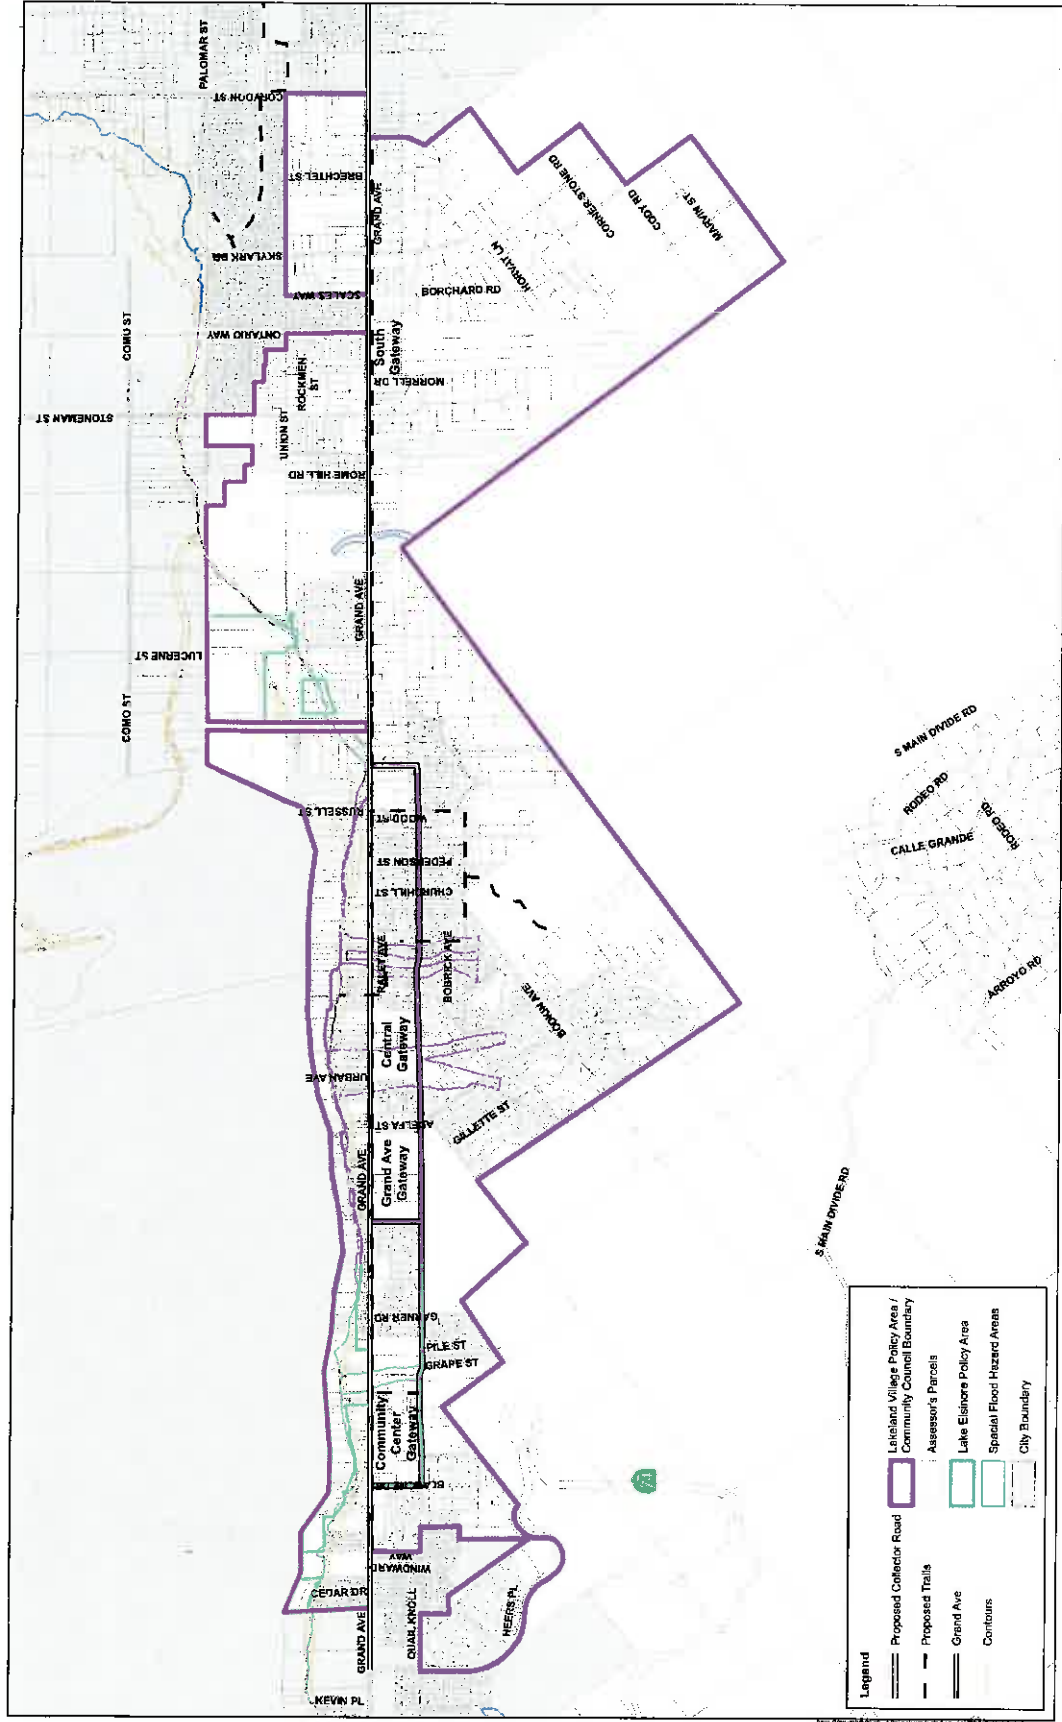 PALOMAR ST
CORYDON ST
BRECHTEL ST
GRAND AVE
SKYLARK DR
SCALES WAY
ONTARIO WAY
COMO ST
STONEMAN ST
ROCKMEN
ST
UNION ST
ROME HILL RD
South
Gateway
MORRELL DR
BORCHARD RD
HORVAT LN
CORNER STONE RD
CODY RD
MARVIN ST
GRAND AVE
LUCERNE ST
COMO ST
RUSSELL ST
WOOD ST
PEDERSON ST
CHURCHILL ST
RALEY AVE
BOBRICK AVE
BODKIN AVE
Central
Gateway
URBAN AVE
ADELFA ST
GILLETTE ST
Grand Ave
Gateway
GRAND AVE
S MAIN DIVIDE RD
RODEO RD
RODEO RD
CALLE GRANDE
ARROYO RD
S MAIN DIVIDE RD
GARNER RD
PILE ST
GRAPE ST
Community
Center
Gateway
WINDWARD
WAY
CEDAR DR
GRAND AVE
QUAIL KNOLL
HEERS PL
KEVIN PL
Legend
Proposed Collector Road
Proposed Trails
Grand Ave
Contours
Lakeland Village Policy Area /
Community Council Boundary
Assessor's Parcels
Lake Elsinore Policy Area
Special Flood Hazard Areas
City Boundary